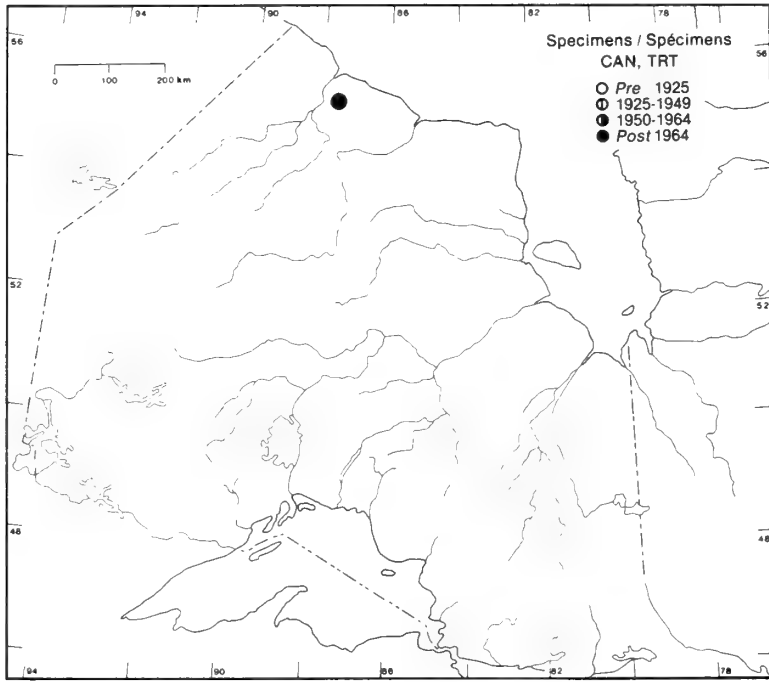 94 90 86 82 78
56 56
Specimens / Spécimens
CAN, TRT
Pre 1925
1925-1949
1950-1964
Post 1964
0 100 200 km
52 52
48 48
94 90 86 82 78